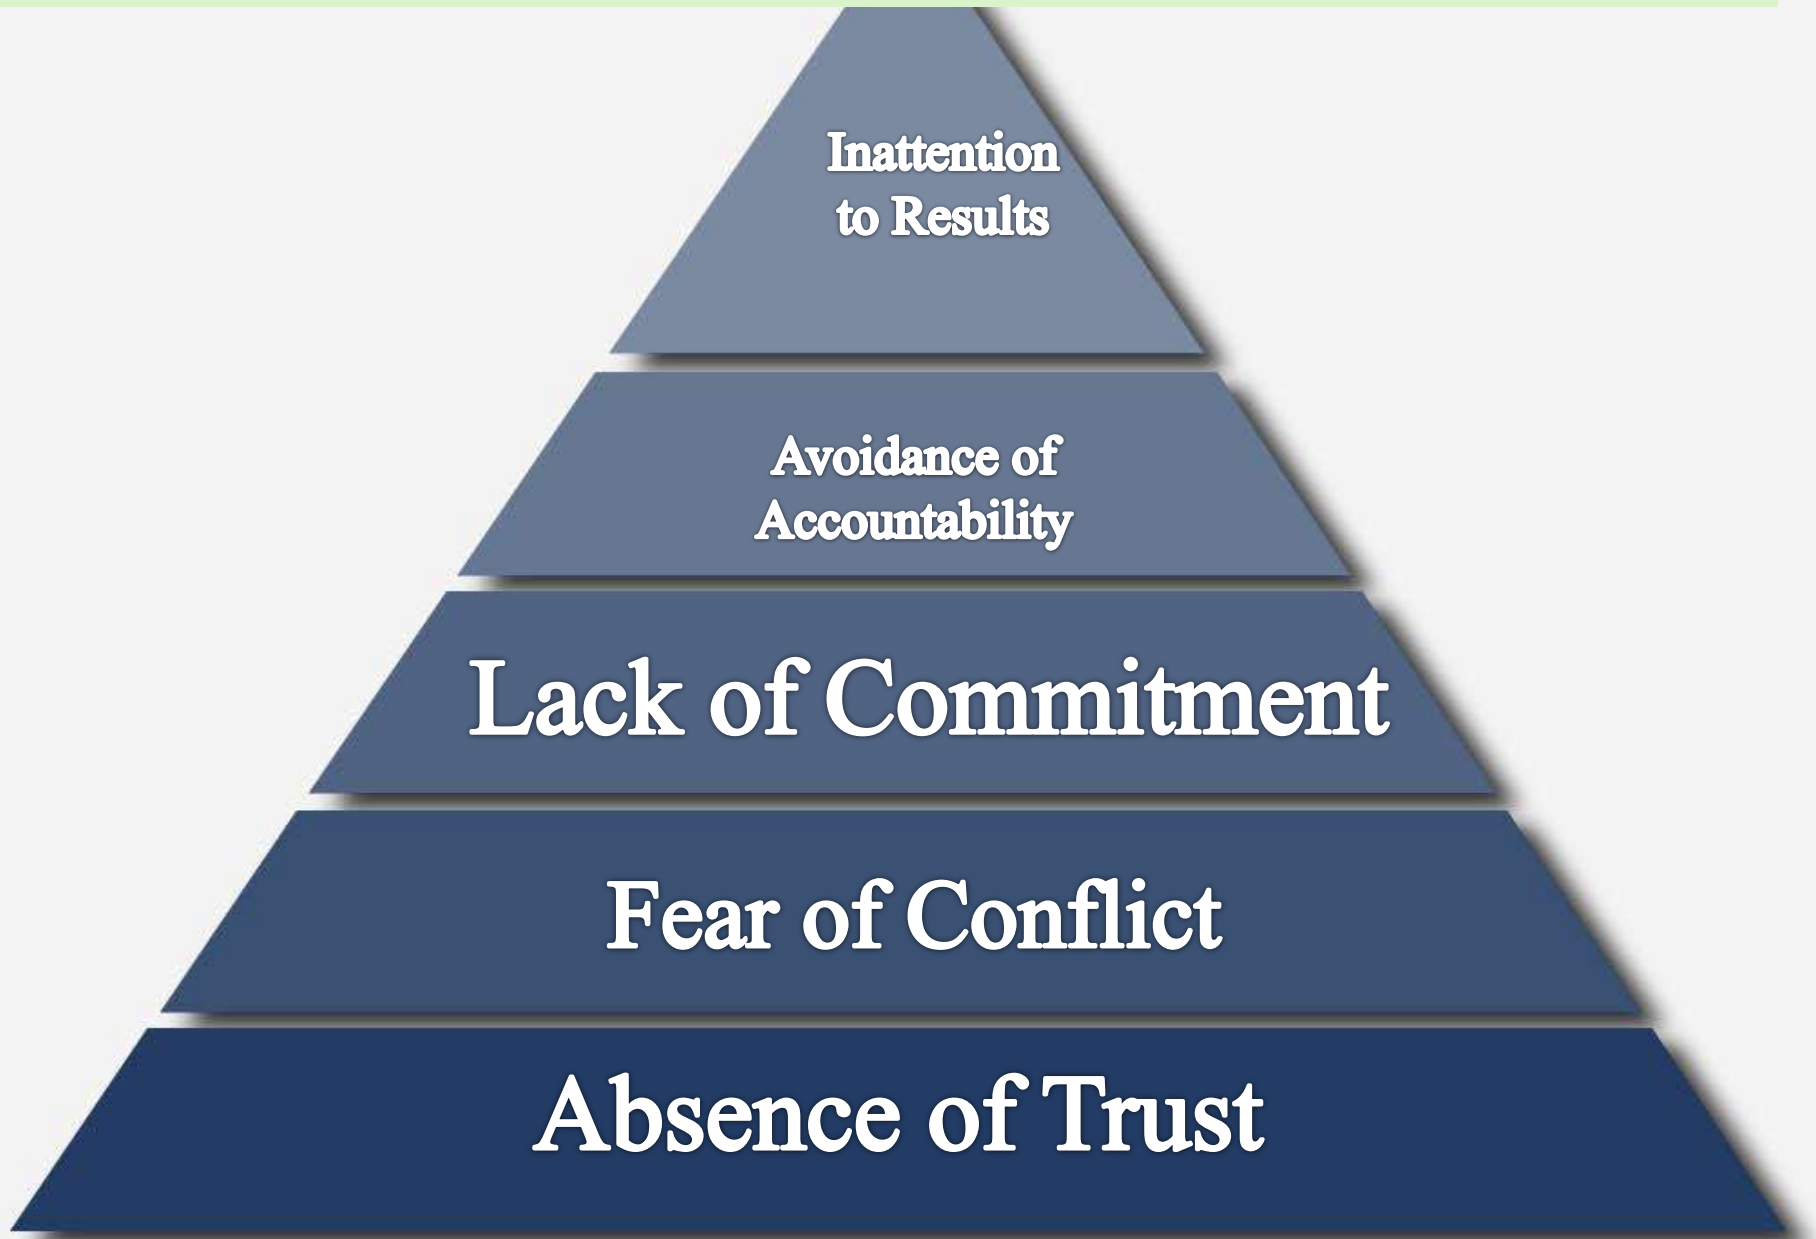 Inattention
to Results
Avoidance of
Accountability
Lack of Commitment
Fear of Conflict
Absence of Trust